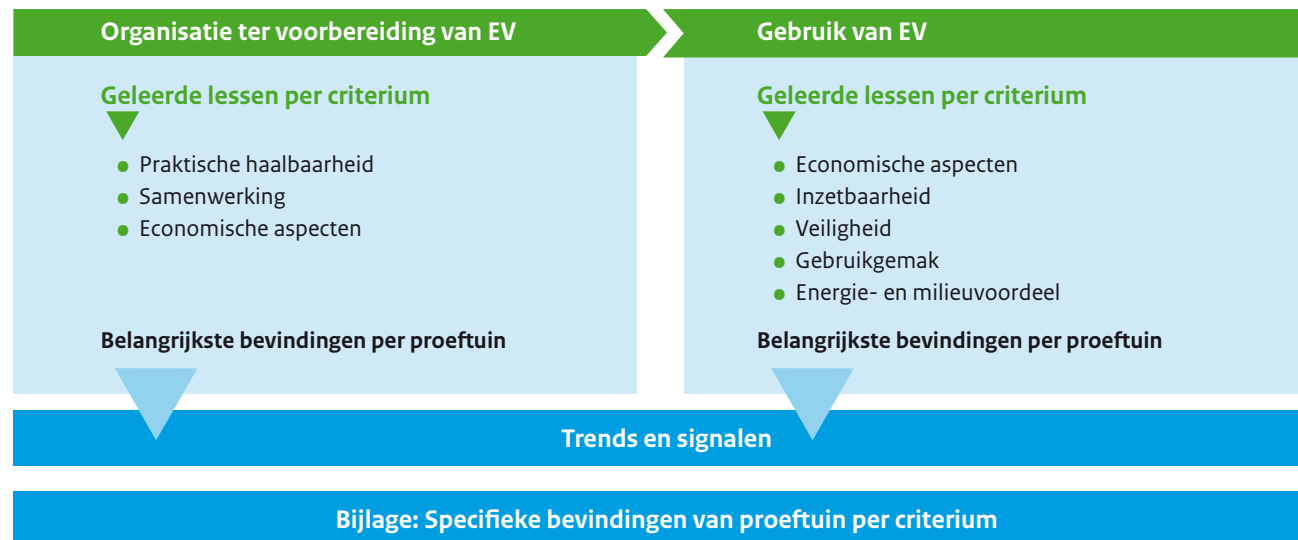 Organisatie ter voorbereiding van EV
Geleerde lessen per criterium
Praktische haalbaarheid
Samenwerking
Economische aspecten
Belangrijkste bevindingen per proeftuin
Gebruik van EV
Geleerde lessen per criterium
Economische aspecten
Inzetbaarheid
Veiligheid
Gebruikgemak
Energie- en milieuvoordeel
Belangrijkste bevindingen per proeftuin
Trends en signalen
Bijlage: Specifieke bevindingen van proeftuin per criterium